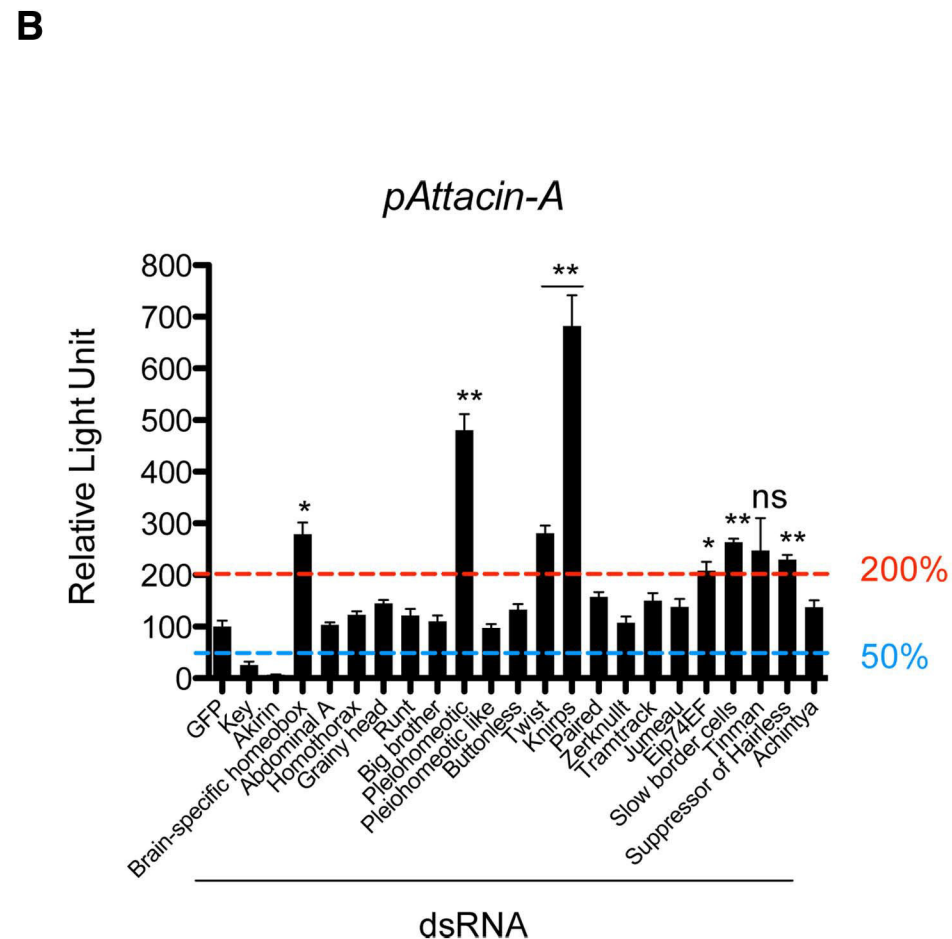 B
pAttacin-A
Relative Light Unit
800
700
600
500
400
300
200
100
0
*
**
**
*
**
ns
**
200%
50%
GFP
Key
Akirin
Brain-specific homeobox
Abdominal A
Homothorax
Grainy head
Runt
Big brother
Pleiohomeotic
Pleiohomeotic like
Buttonless
Twist
Knirps
Paired
Zerknullt
Tramtrack
Jumeau
Eip74EF
Slow border cells
Tinman
Suppressor of Hairless
Achintya
dsRNA